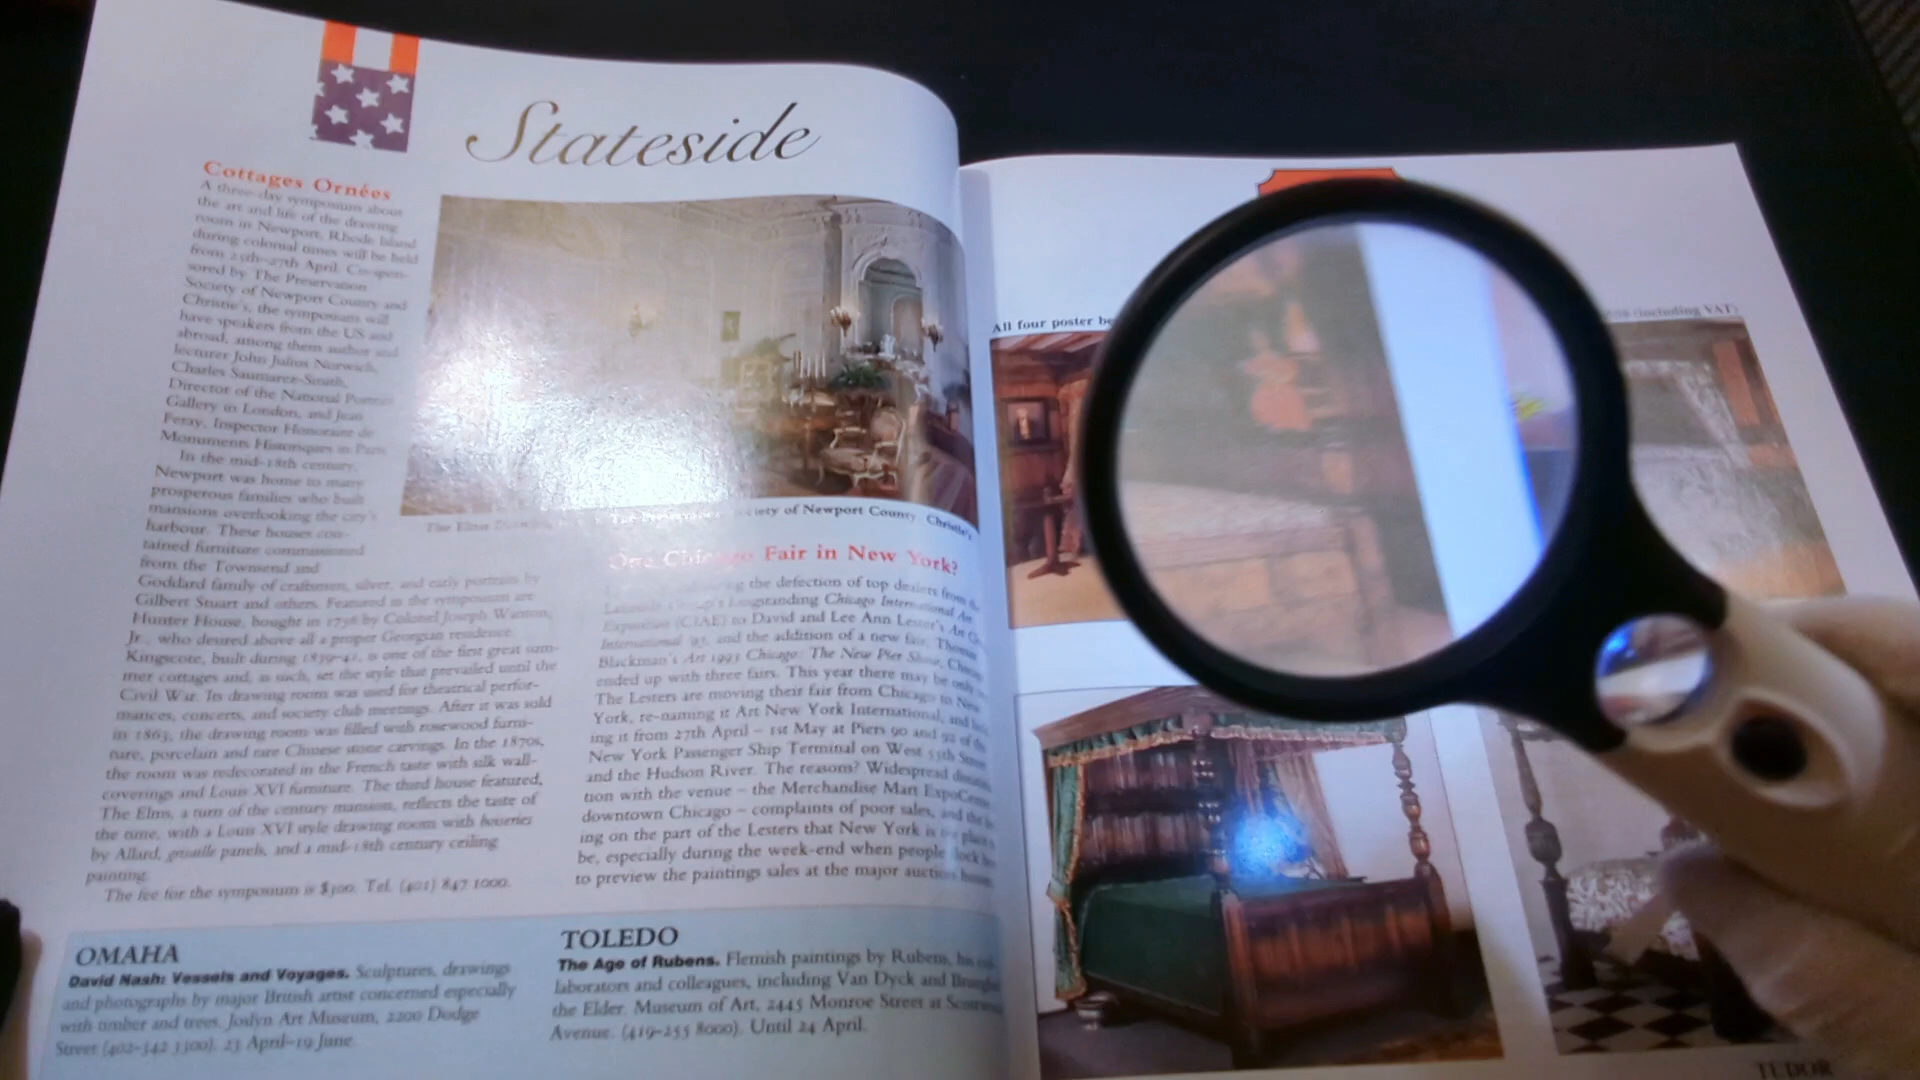 Stateside
Cottages Ornées
A three-day symposium about
the art and life of the drawing
room in Newport, Rhode Island
during colonial times will be held
from 25th-27th April. Co-spon-
sored by The Preservation
Society of Newport County and
Christie's, the symposium will
have speakers from the US and
abroad, among them author and
lecturer John Julius Norwich,
Charles Saumarez-Smith,
Director of the National Portrait
Gallery in London, and Jean
Feray, Inspector Honoraire de
Monuments Historiques in Paris.
In the mid-18th century,
Newport was home to many
prosperous families who built
mansions overlooking the city's
harbour. These houses con-
tained furniture commissioned
from the Townsend and
Goddard family of craftsmen, silver, and early portraits by
Gilbert Stuart and others. Featured in the symposium are
Hunter House, bought in 1756 by Colonel Joseph Wanton,
Jr., who desired above all a proper Georgian residence.
Kingscote, built during 1839-41, is one of the first great sum-
mer cottages and, as such, set the style that prevailed until the
Civil War. Its drawing room was used for theatrical perfor-
mances, concerts, and society club meetings. After it was sold
in 1863, the drawing room was filled with rosewood furni-
ture, porcelain and rare Chinese stone carvings. In the 1870s,
the room was redecorated in the French taste with silk wall-
coverings and Louis XVI furniture. The third house featured,
The Elms, a turn of the century mansion, reflects the taste of
the time, with a Louis XVI style drawing room with boiseries
by Allard, grisaille panels, and a mid-18th century ceiling
painting.
The fee for the symposium is $300. Tel. (401) 847 1000.
The Elms Drawing
The Preservation Society of Newport County Christie's
One Chicago Fair in New York?
the defection of top dealers from
longstanding Chicago International Art
Exposition (CIAE) to David and Lee Ann Lester's Art
International 93, and the addition of a new fair, Thomas
Blackman's Art 1993 Chicago: The New Pier Show, Chicago
ended up with three fairs. This year there may be only
The Lesters are moving their fair from Chicago to New
York, re-naming it Art New York International, and
ing it from 27th April – 1st May at Piers 90 and 92 of the
New York Passenger Ship Terminal on West 55th Street
and the Hudson River. The reasons? Widespread
tion with the venue – the Merchandise Mart ExpoCenter
downtown Chicago – complaints of poor sales, and the
ing on the part of the Lesters that New York is the place
be, especially during the week-end when people flock
to preview the paintings sales at the major auction houses.
OMAHA
David Nash: Vessels and Voyages. Sculptures, drawings
and photographs by major British artist concerned especially
with timber and trees. Joslyn Art Museum, 2200 Dodge
Street (402-342 3300). 23 April-19 June.
TOLEDO
The Age of Rubens. Flemish paintings by Rubens, his
laborators and colleagues, including Van Dyck and
the Elder. Museum of Art, 2445 Monroe Street at
Avenue. (419-255 8000). Until 24 April.
All four poster
(including VAT)
TUDOR